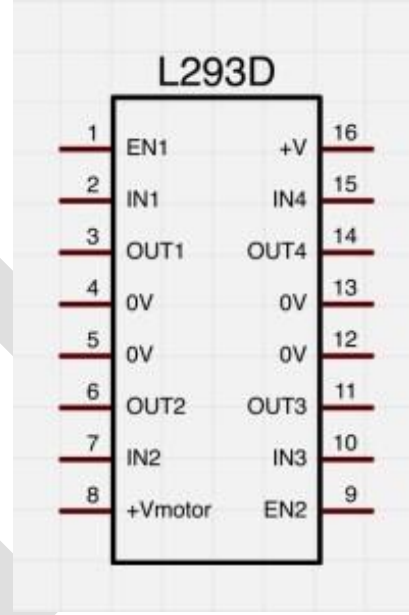 L293D
1 EN1 +V 16
2 IN1 IN4 15
3 OUT1 OUT4 14
4 0V 0V 13
5 0V 0V 12
6 OUT2 OUT3 11
7 IN2 IN3 10
8 +Vmotor EN2 9